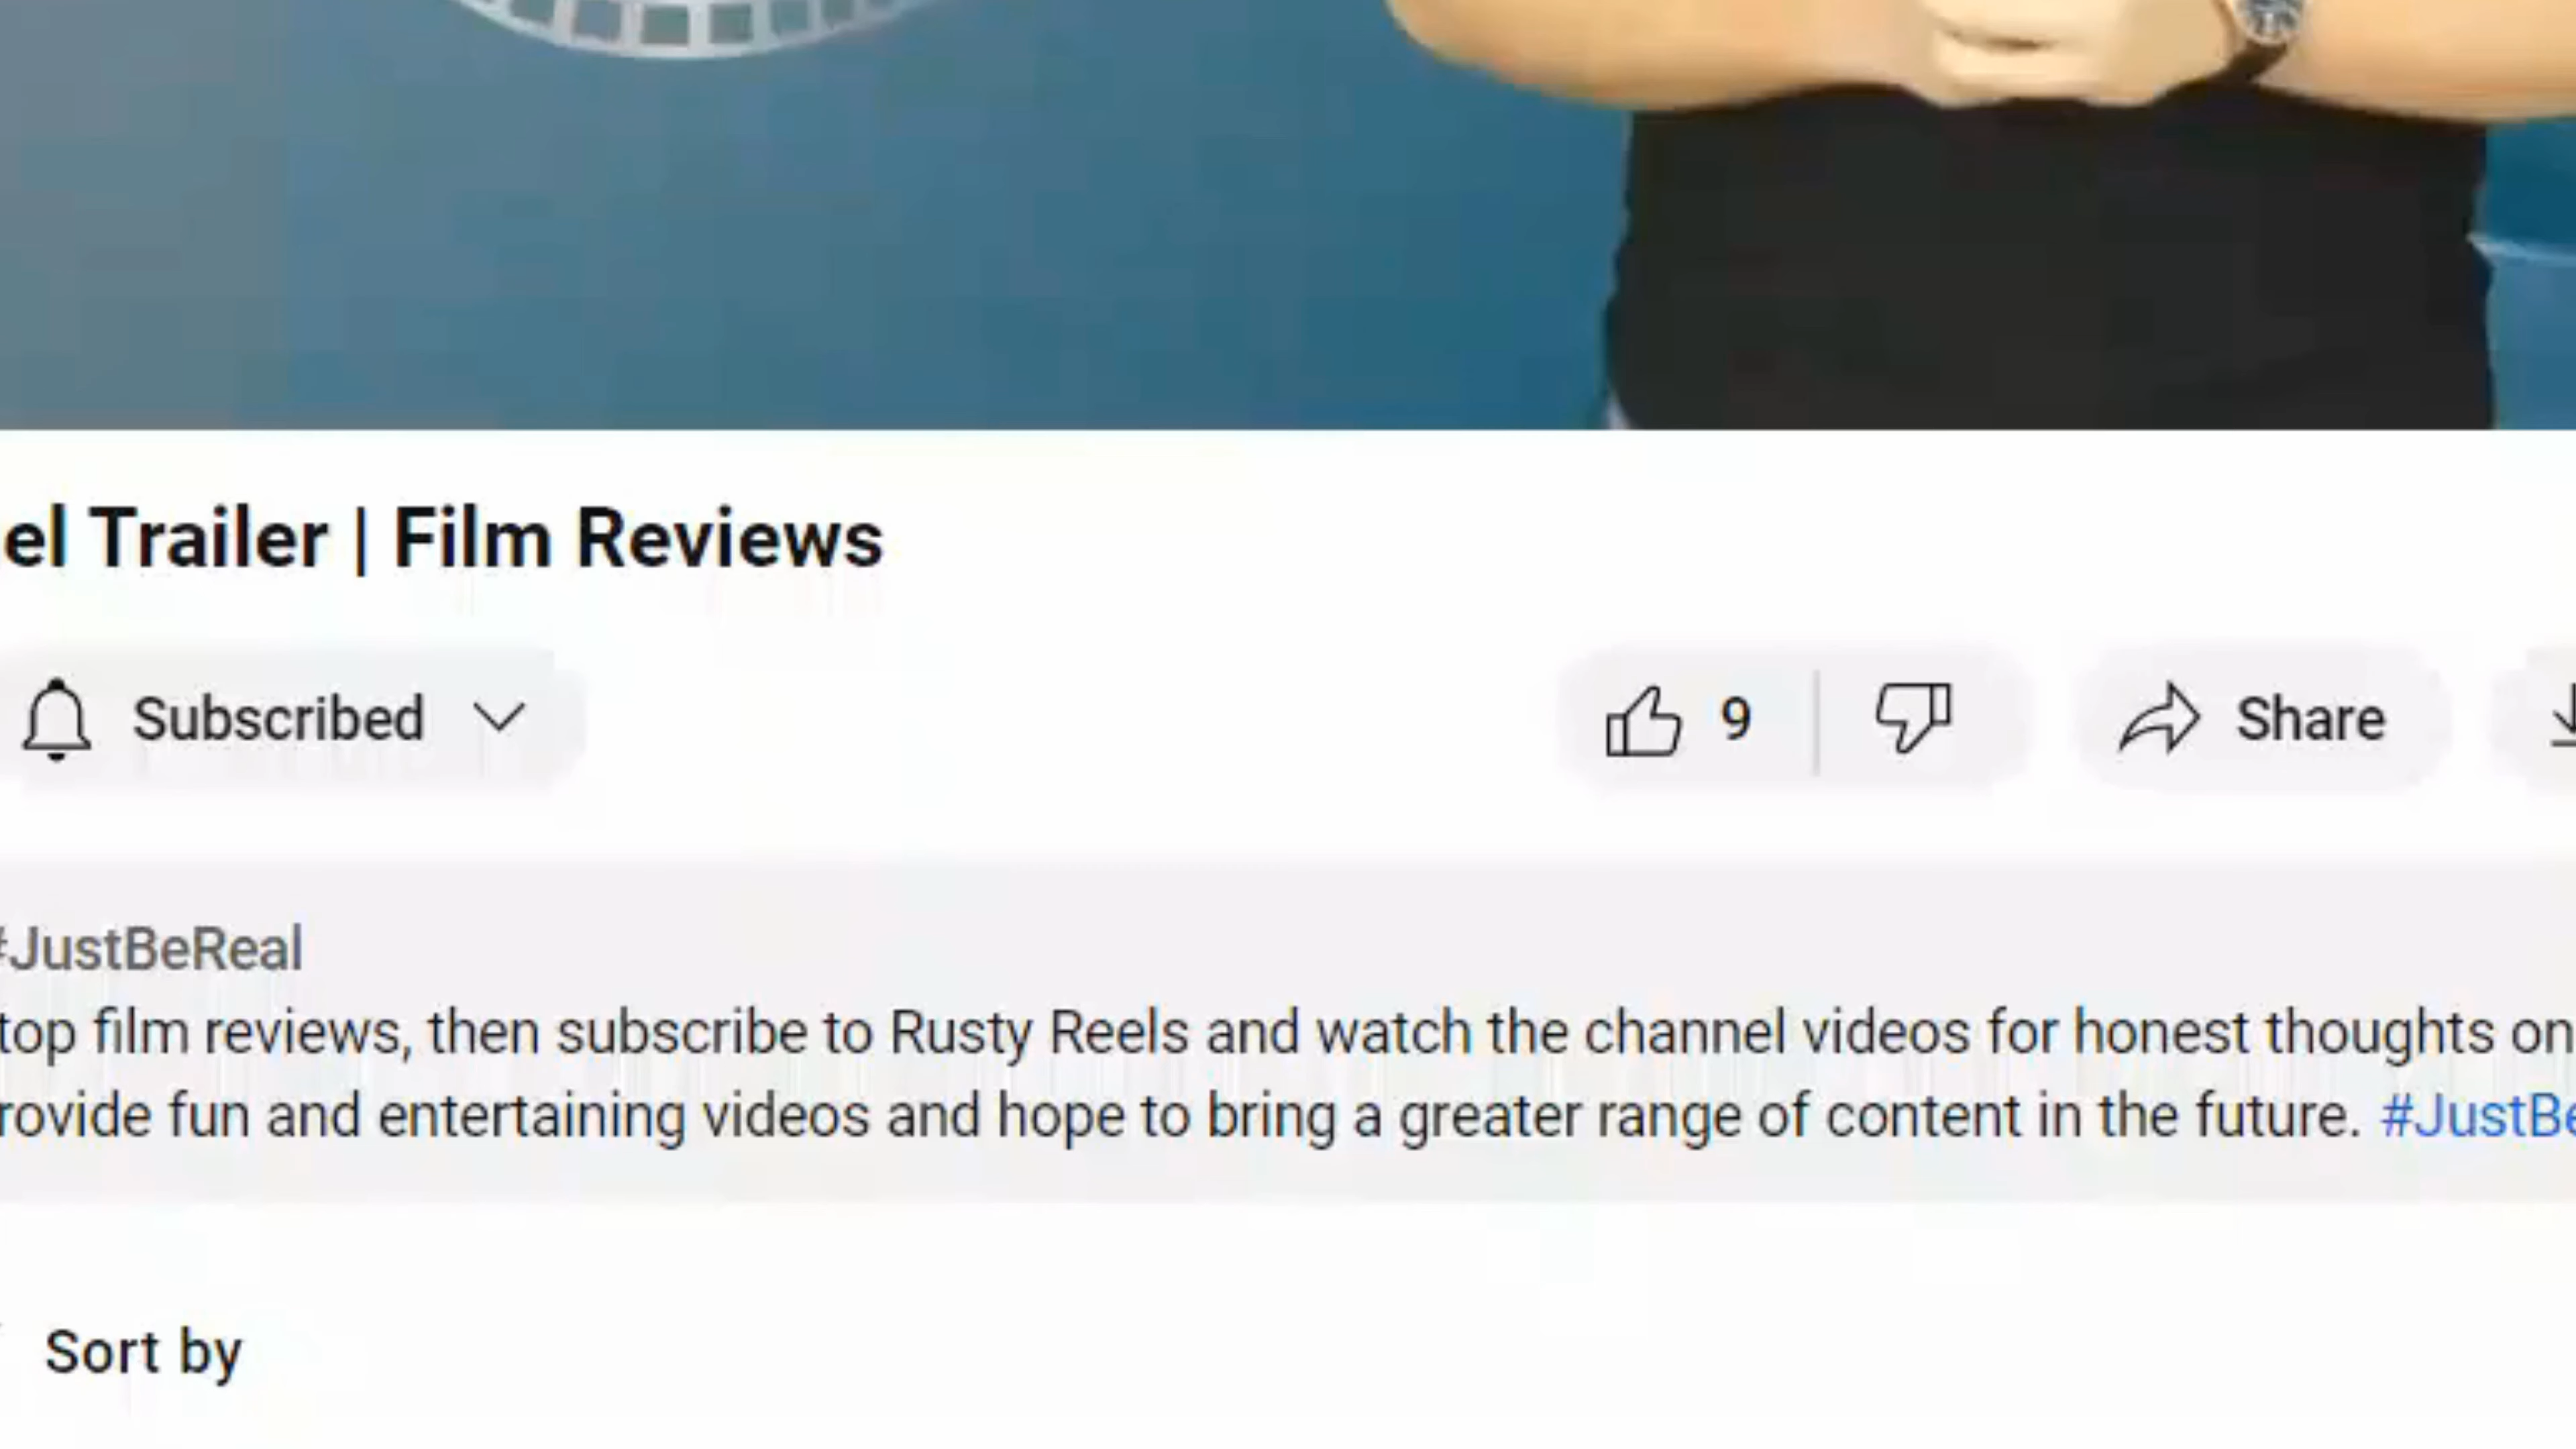 el Trailer | Film Reviews
Subscribed
9
Share
#JustBeReal
top film reviews, then subscribe to Rusty Reels and watch the channel videos for honest thoughts on
rovide fun and entertaining videos and hope to bring a greater range of content in the future. #JustBe
Sort by